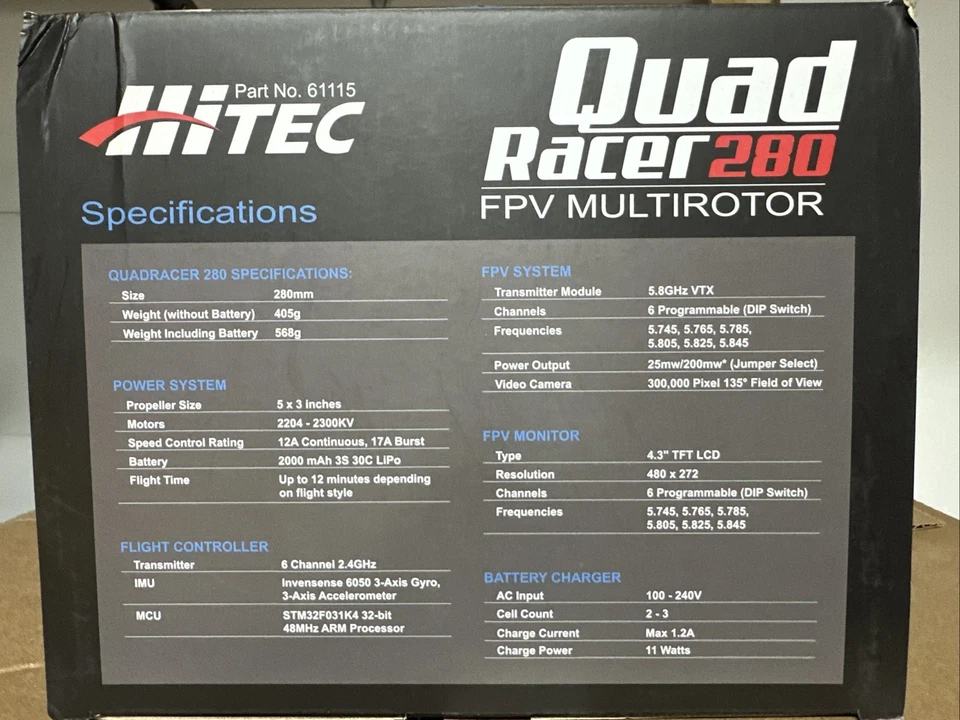 Part No. 61115
HiTEC
Quad
Racer 280
FPV MULTIROTOR
Specifications
QUADRACER 280 SPECIFICATIONS:
Size 280mm
Weight (without Battery) 405g
Weight Including Battery 568g
POWER SYSTEM
Propeller Size 5 x 3 inches
Motors 2204 - 2300KV
Speed Control Rating 12A Continuous, 17A Burst
Battery 2000 mAh 3S 30C LiPo
Flight Time Up to 12 minutes depending
on flight style
FLIGHT CONTROLLER
Transmitter 6 Channel 2.4GHz
IMU Invensense 6050 3-Axis Gyro,
3-Axis Accelerometer
MCU STM32F031K4 32-bit
48MHz ARM Processor
FPV SYSTEM
Transmitter Module 5.8GHz VTX
Channels 6 Programmable (DIP Switch)
Frequencies 5.745, 5.765, 5.785,
5.805, 5.825, 5.845
Power Output 25mw/200mw* (Jumper Select)
Video Camera 300,000 Pixel 135° Field of View
FPV MONITOR
Type 4.3" TFT LCD
Resolution 480 x 272
Channels 6 Programmable (DIP Switch)
Frequencies 5.745, 5.765, 5.785,
5.805, 5.825, 5.845
BATTERY CHARGER
AC Input 100 - 240V
Cell Count 2 - 3
Charge Current Max 1.2A
Charge Power 11 Watts